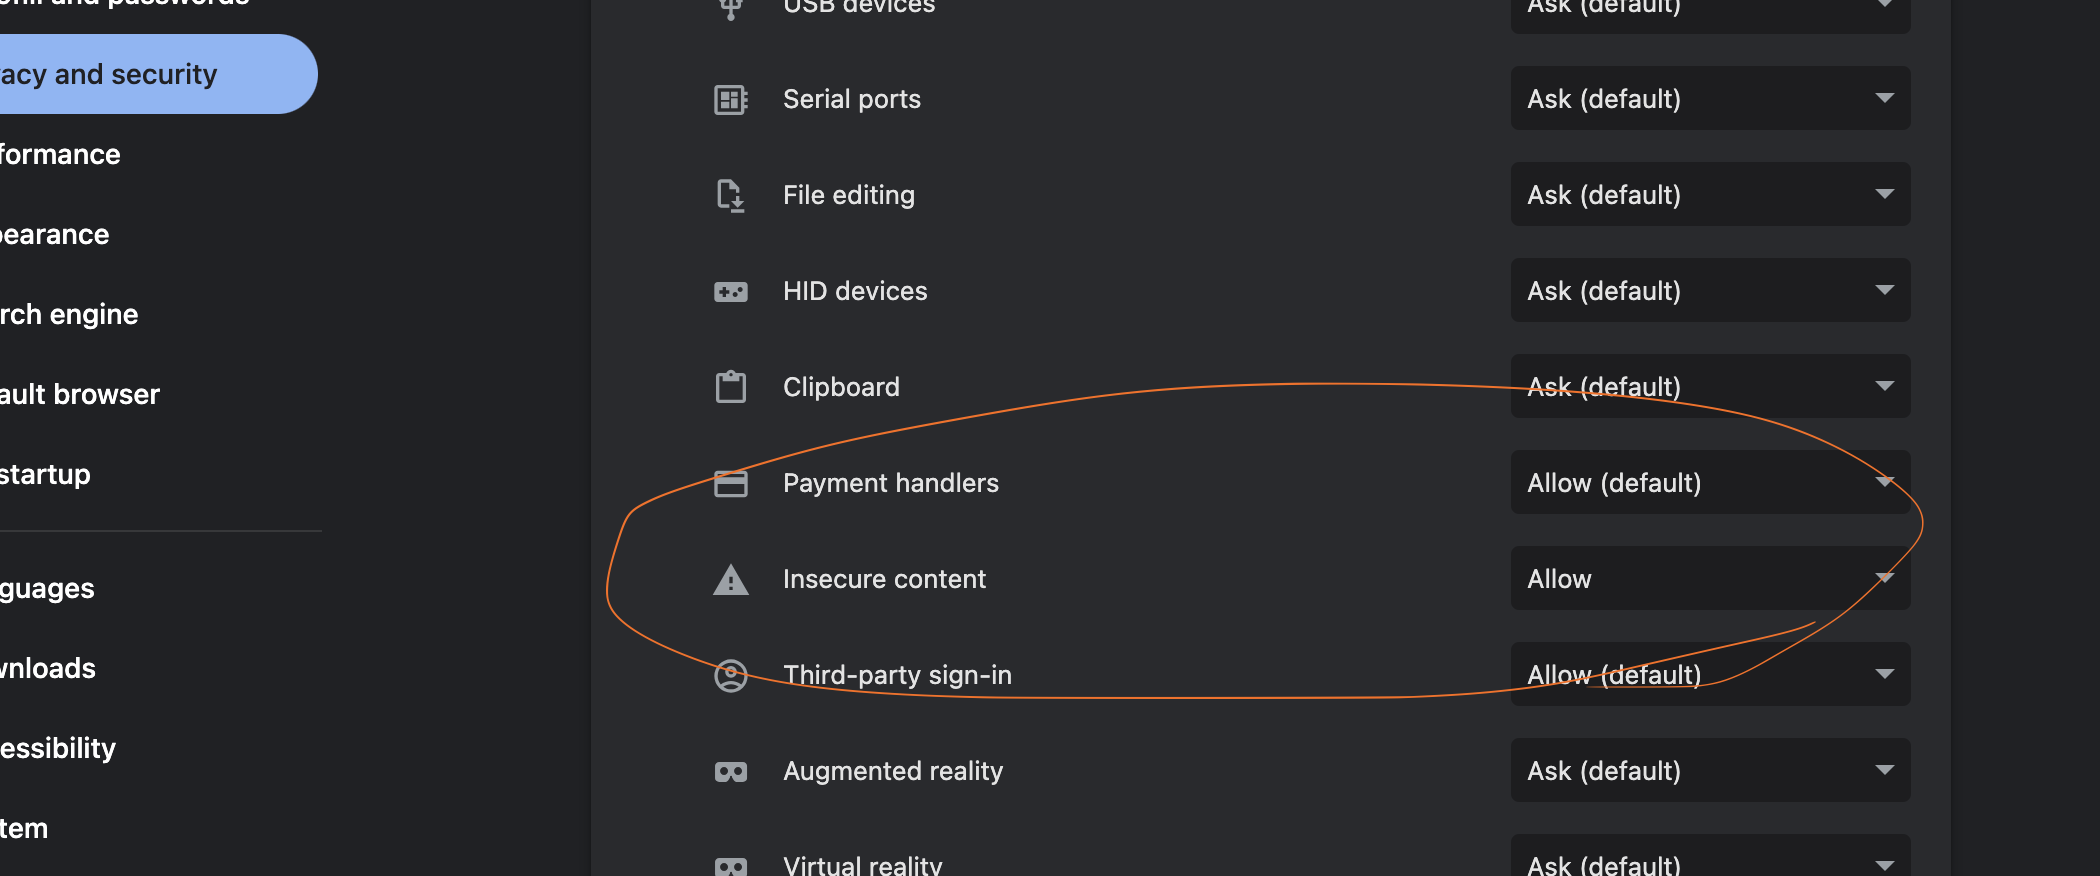 USB devices Ask (default)
acy and security
Serial ports Ask (default)
formance
File editing Ask (default)
earance
HID devices Ask (default)
rch engine
Clipboard Ask (default)
ault browser
Payment handlers Allow (default)
startup
Insecure content Allow
guages
Third-party sign-in Allow (default)
wnloads
Augmented reality Ask (default)
essibility
tem
Virtual reality Ask (default)